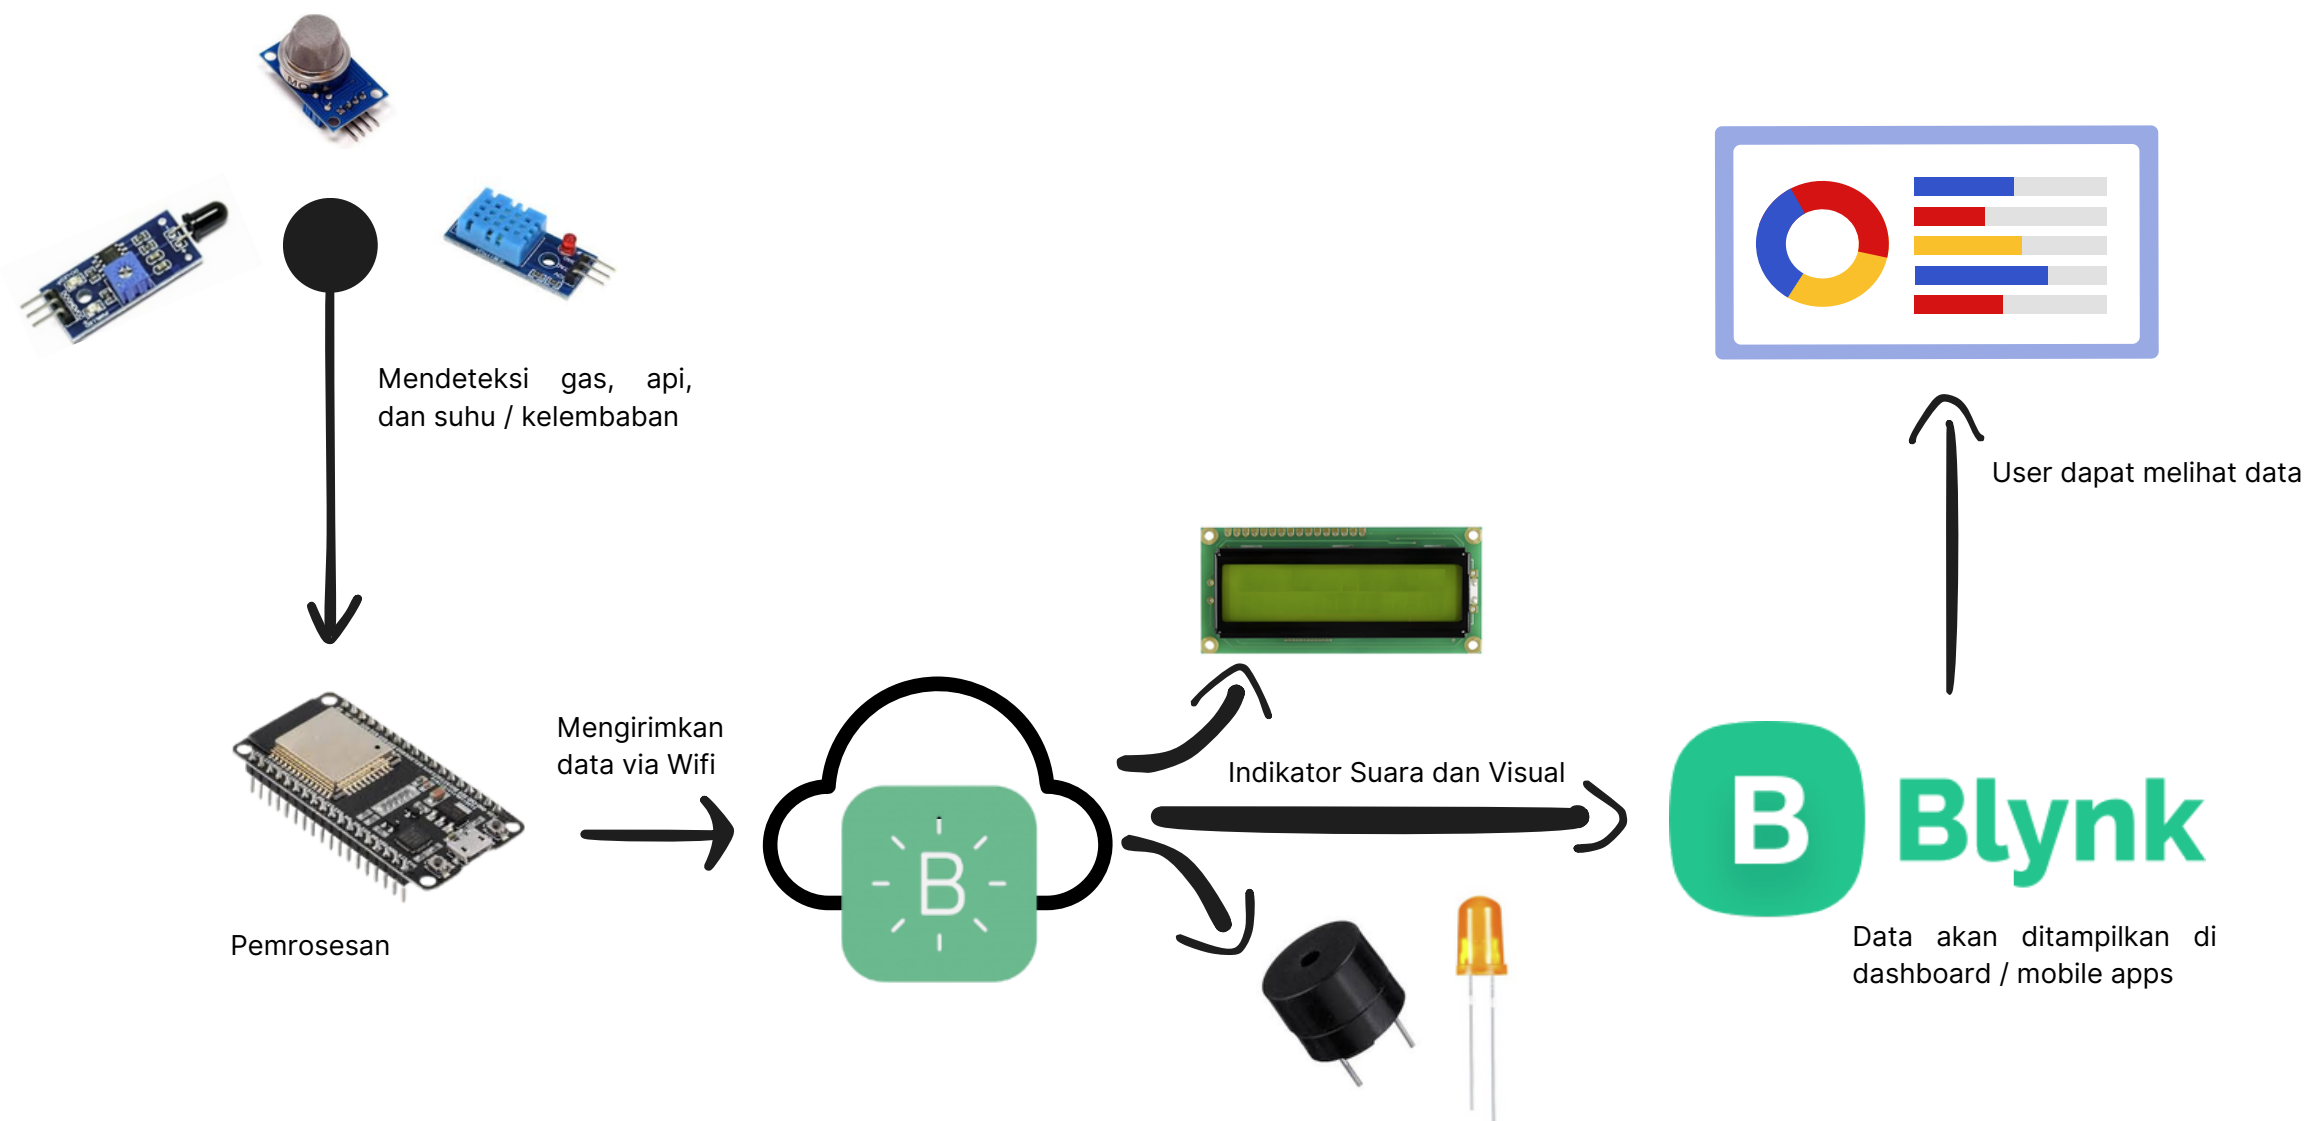 MQ
Mendeteksi gas, api,
dan suhu / kelembaban
User dapat melihat data
Mengirimkan
data via Wifi
Indikator Suara dan Visual
B
B Blynk
Pemrosesan
Data akan ditampilkan di
dashboard / mobile apps